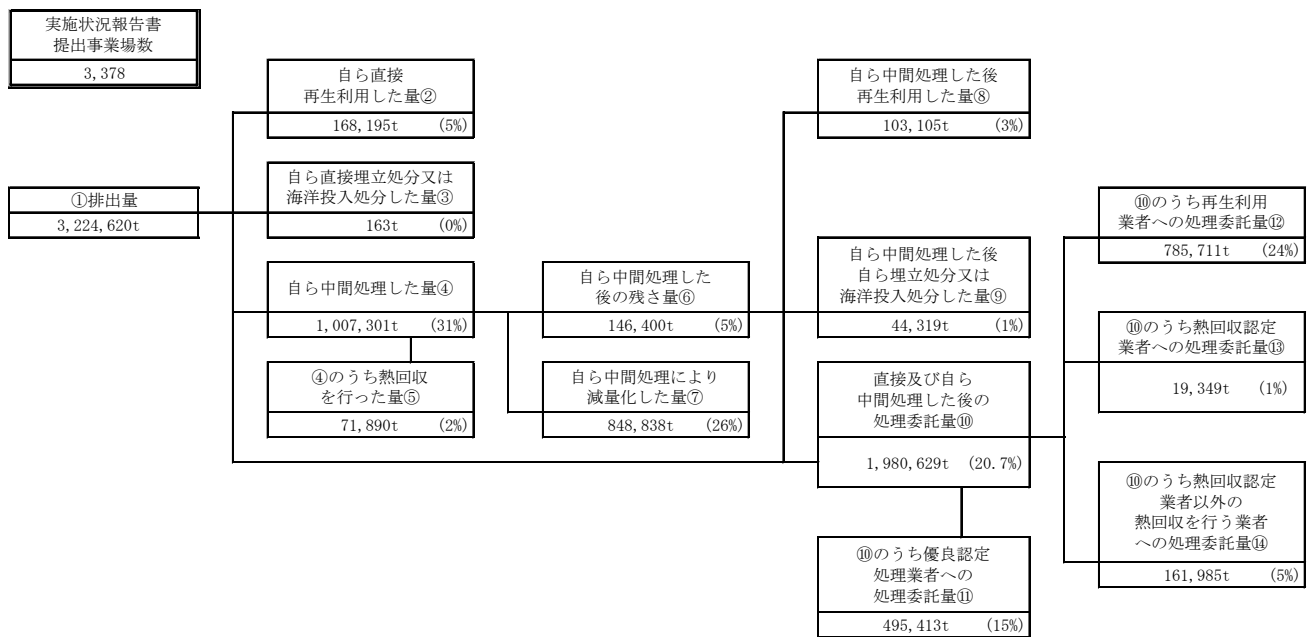 実施状況報告書
提出事業場数
3,378
自ら直接
再生利用した量②
168,195t (5%)
自ら中間処理した後
再生利用した量⑧
103,105t (3%)
①排出量
3,224,620t
自ら直接埋立処分又は
海洋投入処分した量③
163t (0%)
⑩のうち再生利用
業者への処理委託量⑫
785,711t (24%)
自ら中間処理した量④
1,007,301t (31%)
自ら中間処理した
後の残さ量⑥
146,400t (5%)
自ら中間処理した後
自ら埋立処分又は
海洋投入処分した量⑨
44,319t (1%)
⑩のうち熱回収認定
業者への処理委託量⑬
19,349t (1%)
④のうち熱回収
を行った量⑤
71,890t (2%)
自ら中間処理により
減量化した量⑦
848,838t (26%)
直接及び自ら
中間処理した後の
処理委託量⑩
1,980,629t (20.7%)
⑩のうち熱回収認定
業者以外の
熱回収を行う業者
への処理委託量⑭
161,985t (5%)
⑩のうち優良認定
処理業者への
処理委託量⑪
495,413t (15%)